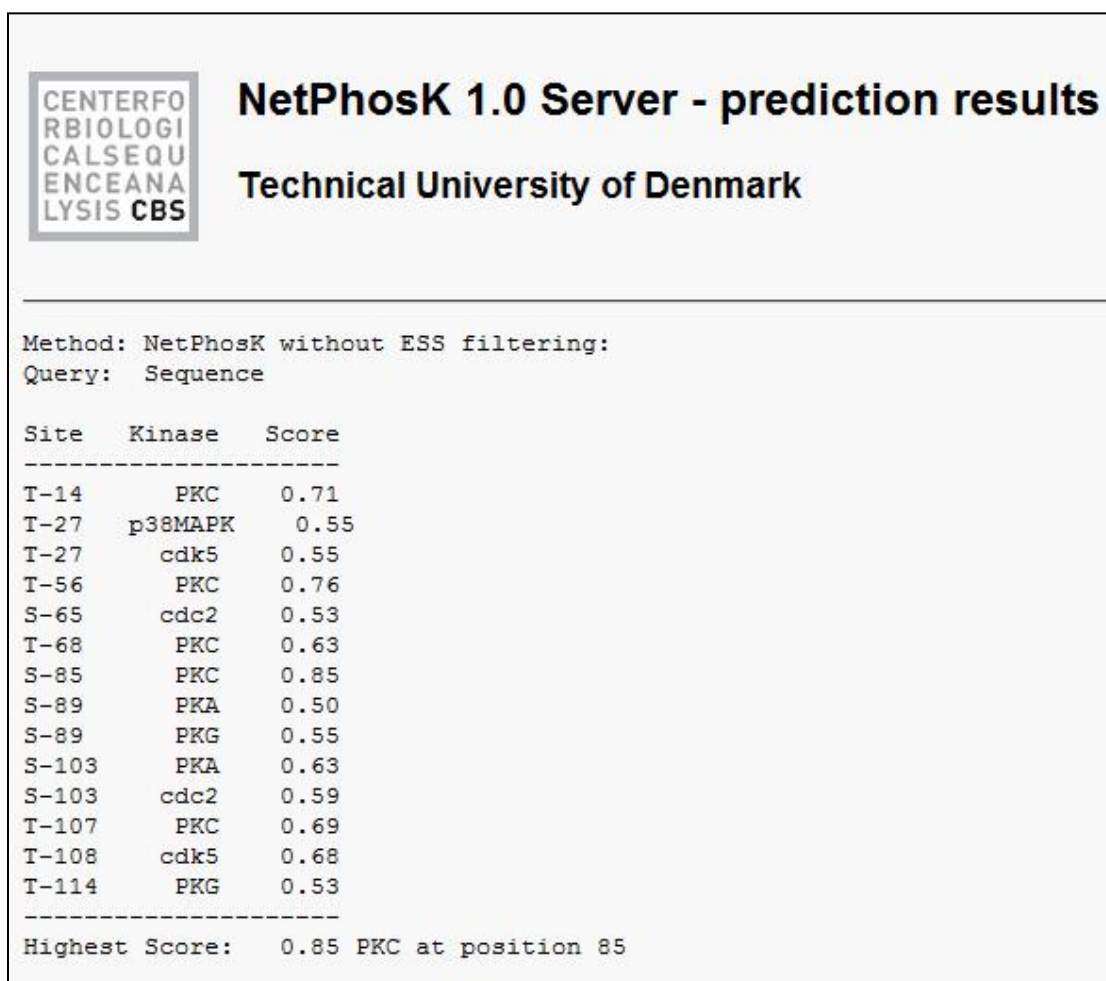 CENTERFO
RBIOLOGI
CALSEQU
ENCEANA
LYSIS CBS
NetPhosK 1.0 Server - prediction results
Technical University of Denmark
Method: NetPhosK without ESS filtering:
Query: Sequence
Site Kinase Score
---------------------
T-14 PKC 0.71
T-27 p38MAPK 0.55
T-27 cdk5 0.55
T-56 PKC 0.76
S-65 cdc2 0.53
T-68 PKC 0.63
S-85 PKC 0.85
S-89 PKA 0.50
S-89 PKG 0.55
S-103 PKA 0.63
S-103 cdc2 0.59
T-107 PKC 0.69
T-108 cdk5 0.68
T-114 PKG 0.53
---------------------
Highest Score: 0.85 PKC at position 85